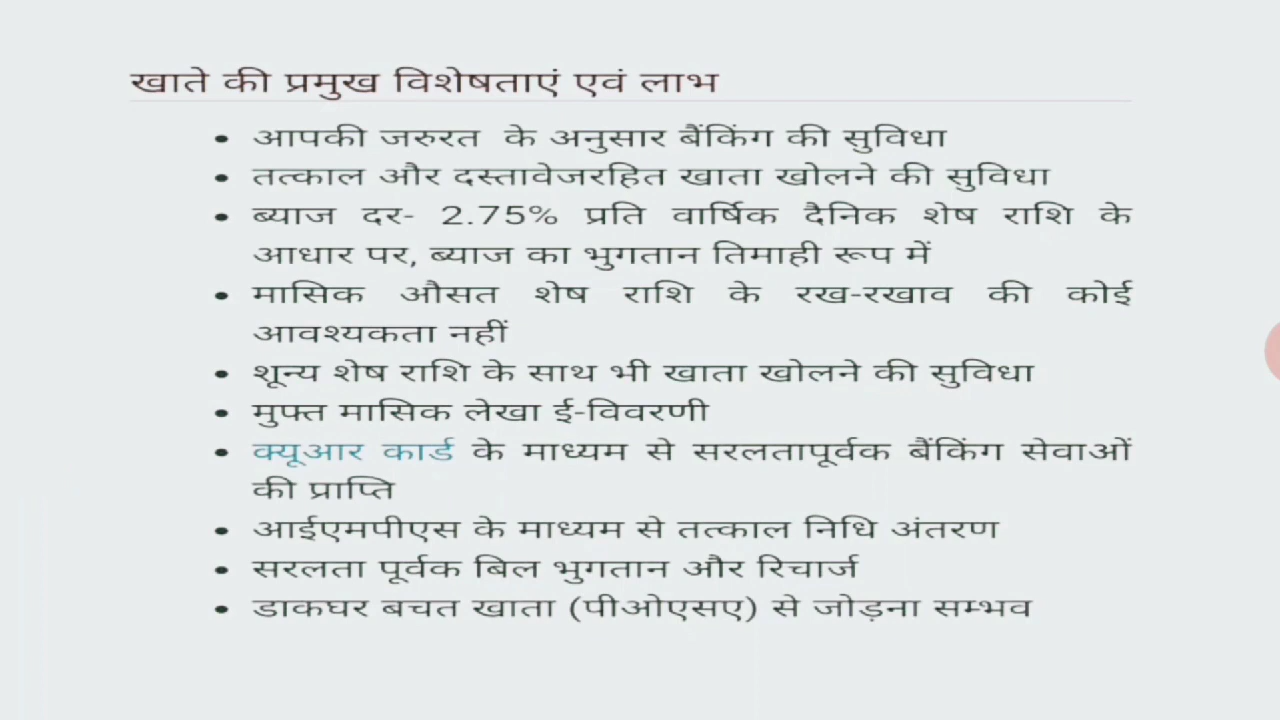 खाते की प्रमुख विशेषताएं एवं लाभ
• आपकी जरुरत के अनुसार बैंकिंग की सुविधा
• तत्काल और दस्तावेजरहित खाता खोलने की सुविधा
• ब्याज दर- 2.75% प्रति वार्षिक दैनिक शेष राशि के
आधार पर, ब्याज का भुगतान तिमाही रूप में
• मासिक औसत शेष राशि के रख-रखाव की कोई
आवश्यकता नहीं
• शून्य शेष राशि के साथ भी खाता खोलने की सुविधा
• मुफ्त मासिक लेखा ई-विवरणी
• क्यूआर कार्ड के माध्यम से सरलतापूर्वक बैंकिंग सेवाओं
की प्राप्ति
• आईएमपीएस के माध्यम से तत्काल निधि अंतरण
• सरलता पूर्वक बिल भुगतान और रिचार्ज
• डाकघर बचत खाता (पीओएसए) से जोड़ना सम्भव